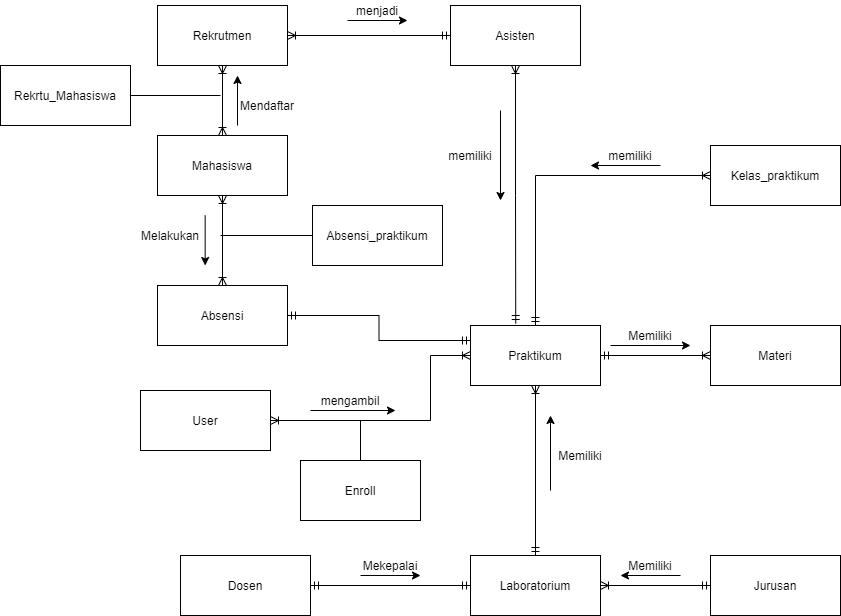 menjadi
Rekrutmen
Asisten
Rekrtu_Mahasiswa
Mendaftar
memiliki
memiliki
Mahasiswa
Kelas_praktikum
Melakukan
Absensi_praktikum
Absensi
Memiliki
Praktikum
Materi
mengambil
User
Memiliki
Enroll
Mekepalai
Memiliki
Dosen
Laboratorium
Jurusan